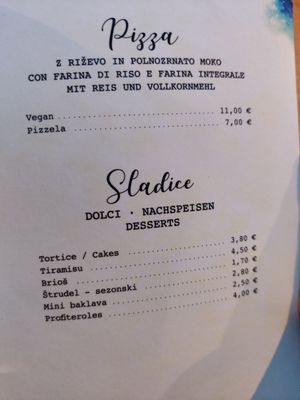 Pizza
Z RIŽEVO IN POLNOZRNATO MOKO
CON FARINA DI RISO E FARINA INTEGRALE
MIT REIS UND VOLLKORNMEHL
Vegan 11,00 €
Pizzela 7,00 €
Sladice
DOLCI · NACHSPEISEN
DESSERTS
Tortice / Cakes 3,80 €
Tiramisu 4,50 €
Brioš 1,70 €
Štrudel - sezonski 2,80 €
Mini baklava 2,50 €
Profiteroles 4,00 €